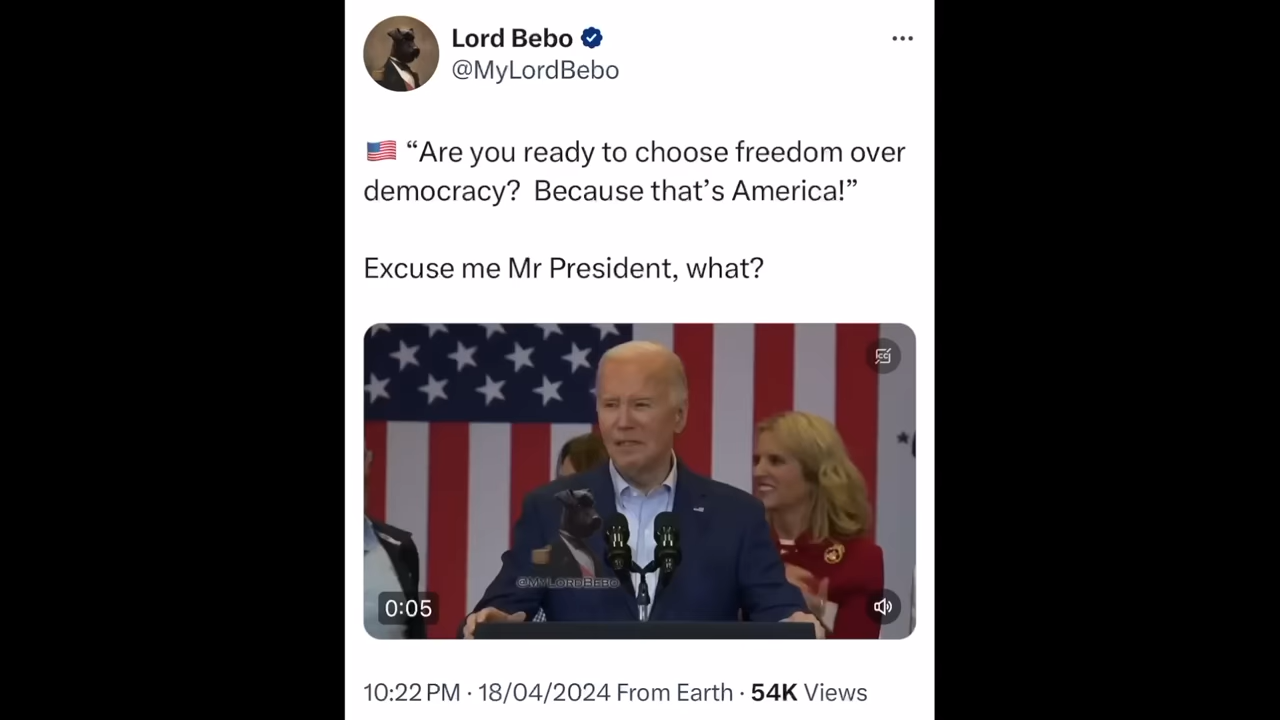 Lord Bebo
@MyLordBebo
🇺🇸 “Are you ready to choose freedom over
democracy?  Because that’s America!”
Excuse me Mr President, what?
@MYLORDBEBO
0:05
10:22 PM · 18/04/2024 From Earth · 54K Views